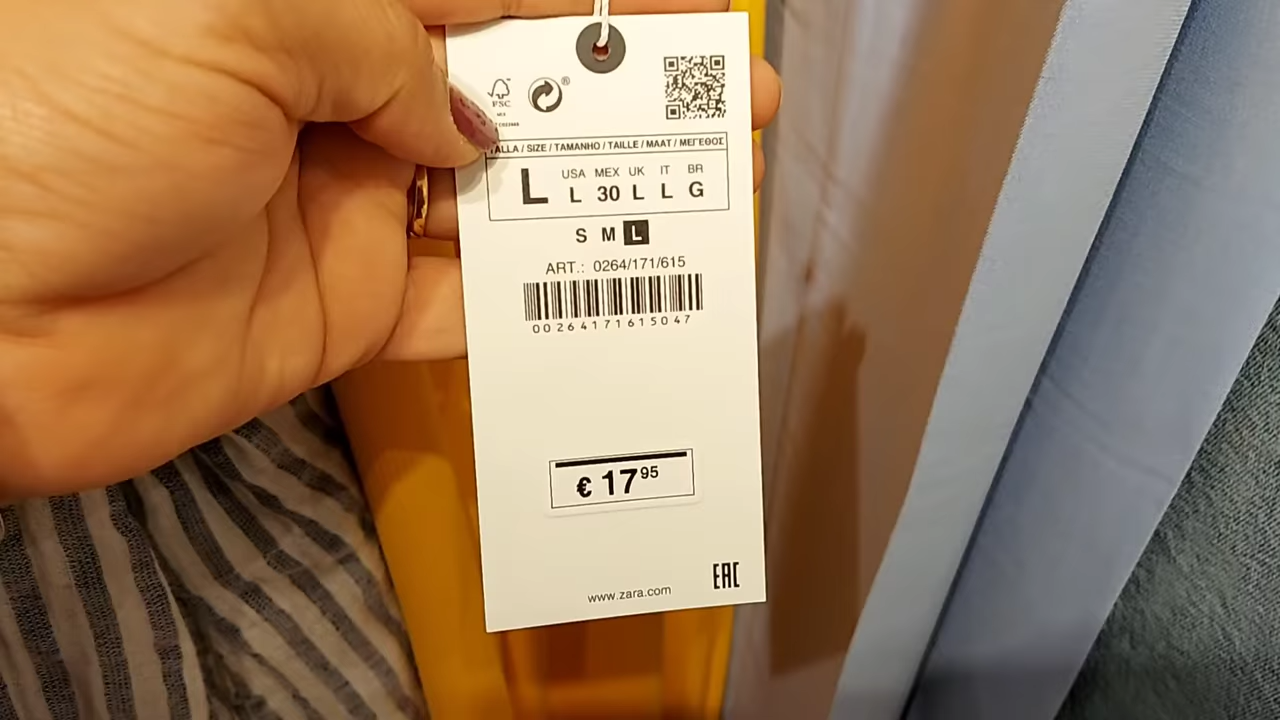 FSC
®
TALLA / SIZE / TAMANHO / TAILLE / MAAT / ΜΕΓΕΘΟΣ
USA MEX UK IT BR
L L 30 L L G
S M L
ART.: 0264/171/615
00264171615047
€ 17 95
www.zara.com
EAC